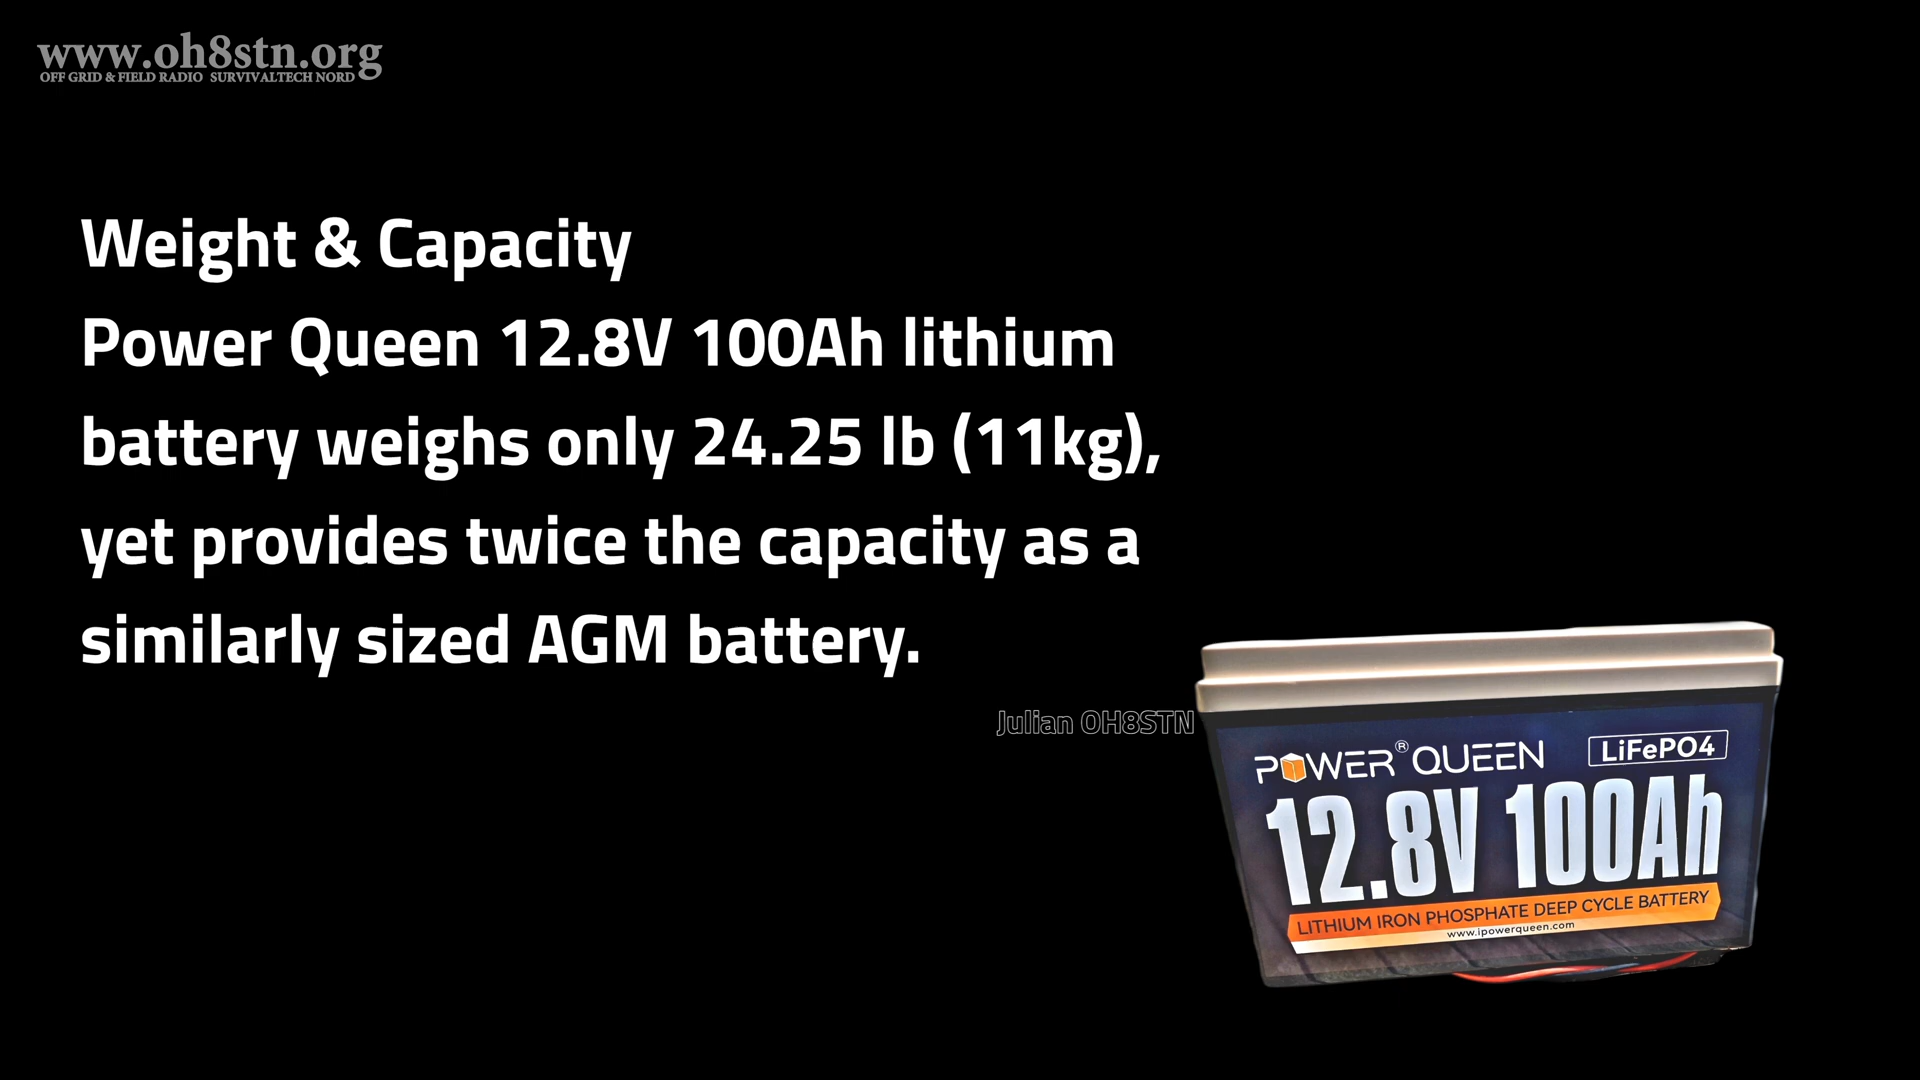 www.oh8stn.org
OFF GRID & FIELD RADIO SURVIVALTECH NORD
Weight & Capacity
Power Queen 12.8V 100Ah lithium
battery weighs only 24.25 lb (11kg),
yet provides twice the capacity as a
similarly sized AGM battery.
Julian OH8STN
POWER® QUEEN
LiFePO4
12.8V 100Ah
LITHIUM IRON PHOSPHATE DEEP CYCLE BATTERY
www.ipowerqueen.com